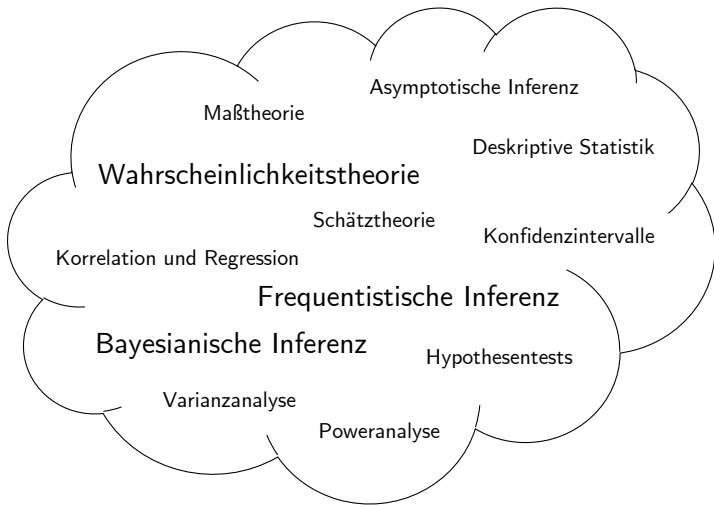 Asymptotische Inferenz
Maßtheorie
Deskriptive Statistik
Wahrscheinlichkeitstheorie
Schätztheorie
Konfidenzintervalle
Korrelation und Regression
Frequentistische Inferenz
Bayesianische Inferenz
Hypothesentests
Varianzanalyse
Poweranalyse